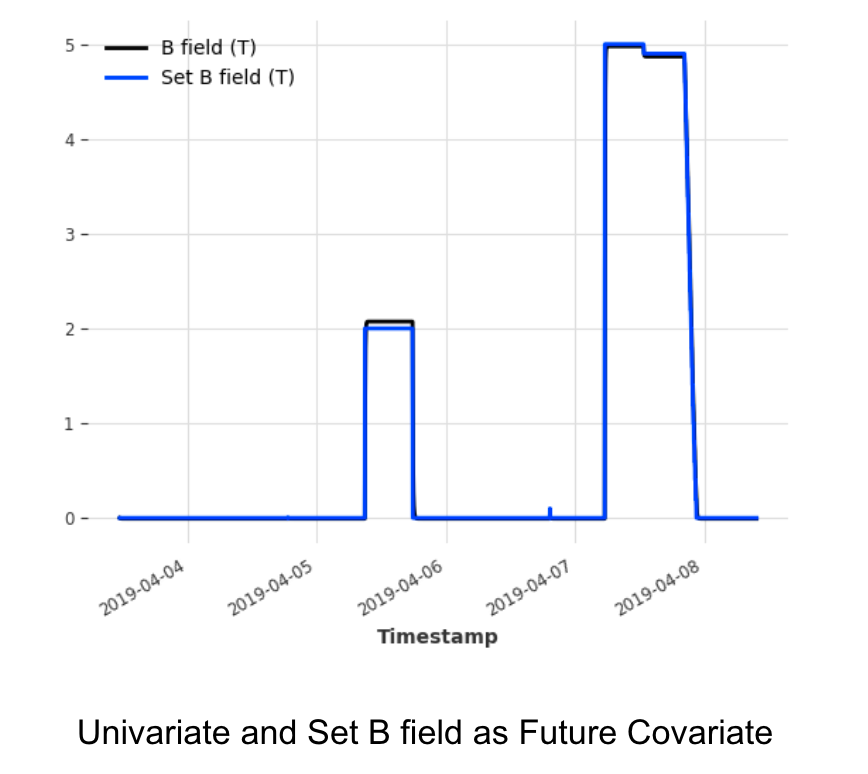 5
B field (T)
Set B field (T)
4
3
2
1
0
2019-04-04
2019-04-05
2019-04-06
2019-04-07
2019-04-08
Timestamp
Univariate and Set B field as Future Covariate